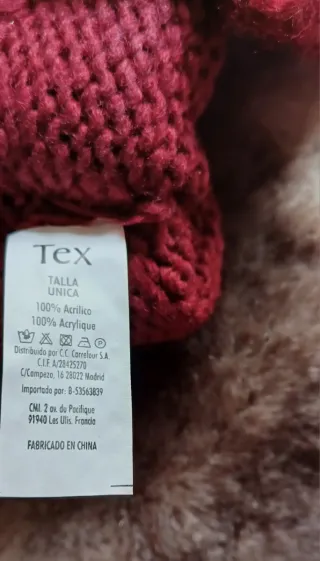 Tex
TALLA
UNICA
100% Acrílico
100% Acrylique
Distribuido por C.C. Carrefour S.A.
C.I.F. A/28425270
C/Campezo, 16 28022 Madrid
Importado por: B-53563839
CMI. 2 av. du Pacifique
91940 Les Ulis. Francia
FABRICADO EN CHINA